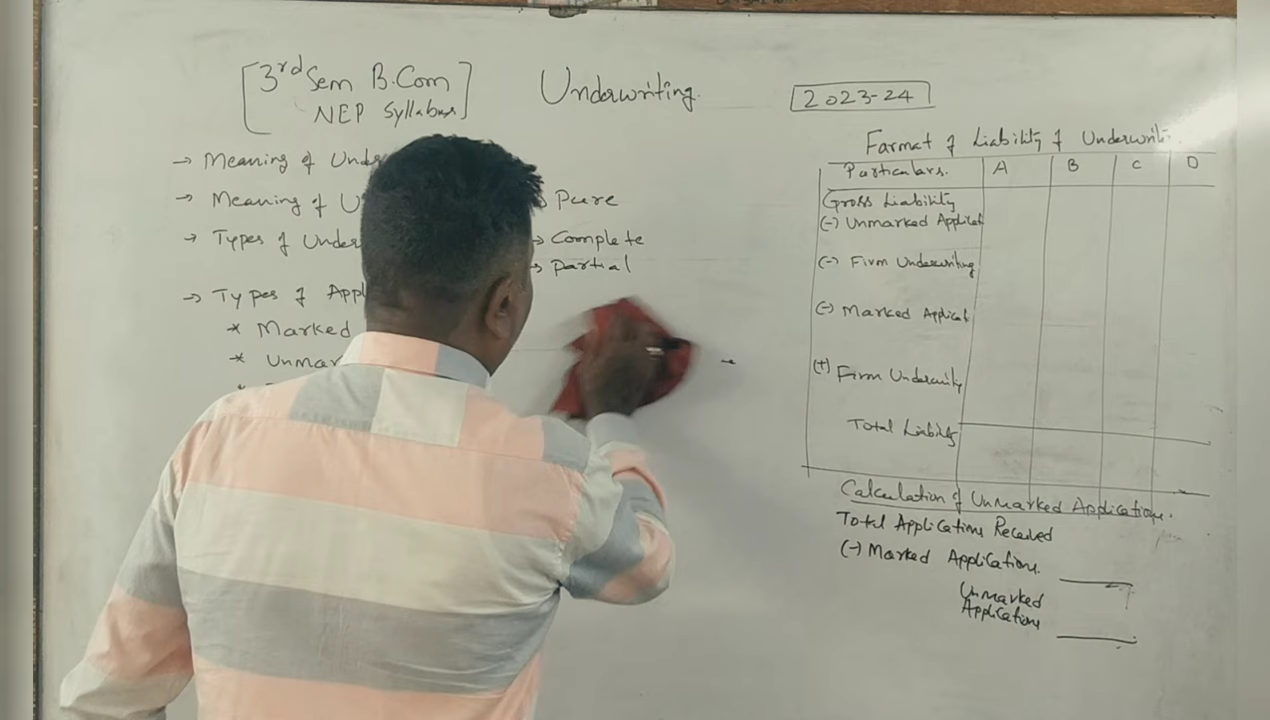 [3rd Sem B.Com
NEP Syllabus]
Underwriting
2023-24
→ Meaning of Unde
→ Meaning of U
→ Pure
→ Types of Under
→ Complete
→ Partial
→ Types of Appl
* Marked
* Unmar
*
Farmat of Liability of Underwrit
Particulars. A B C D
Gross Liability
(-) Unmarked Applicat
(-) Firm Underwriting
(-) Marked Applicat
(+) Firm Underwrity
Total Liability
Calculation of Unmarked Applications.
Total Applications Received
(-) Marked Applications.
Unmarked
Applications